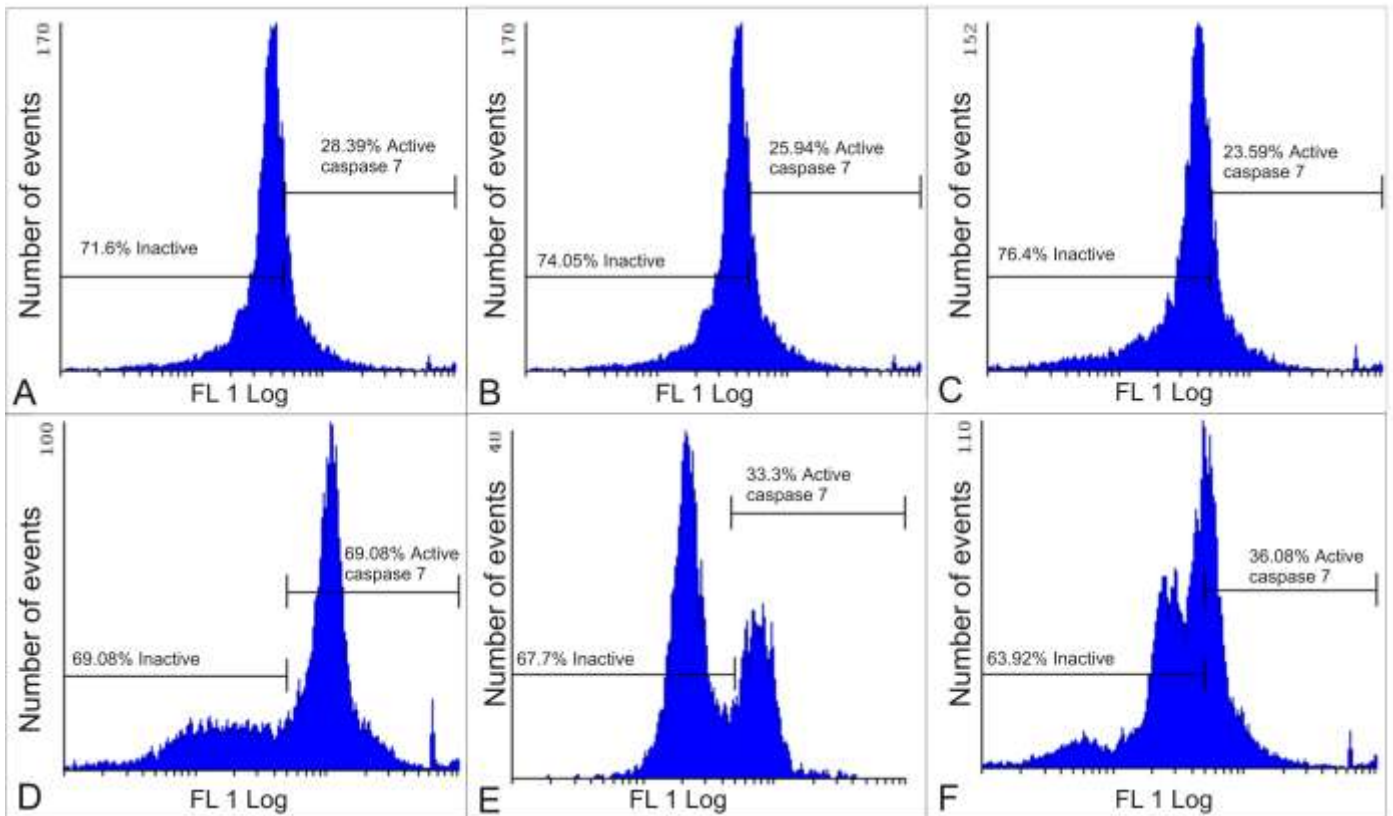 170
Number of events
28.39% Active
caspase 7
71.6% Inactive
A
FL 1 Log
170
Number of events
25.94% Active
caspase 7
74.05% Inactive
B
FL 1 Log
152
Number of events
23.59% Active
caspase 7
76.4% Inactive
C
FL 1 Log
100
Number of events
69.08% Active
caspase 7
69.08% Inactive
D
FL 1 Log
48
Number of events
33.3% Active
caspase 7
67.7% Inactive
E
FL 1 Log
110
Number of events
36.08% Active
caspase 7
63.92% Inactive
F
FL 1 Log